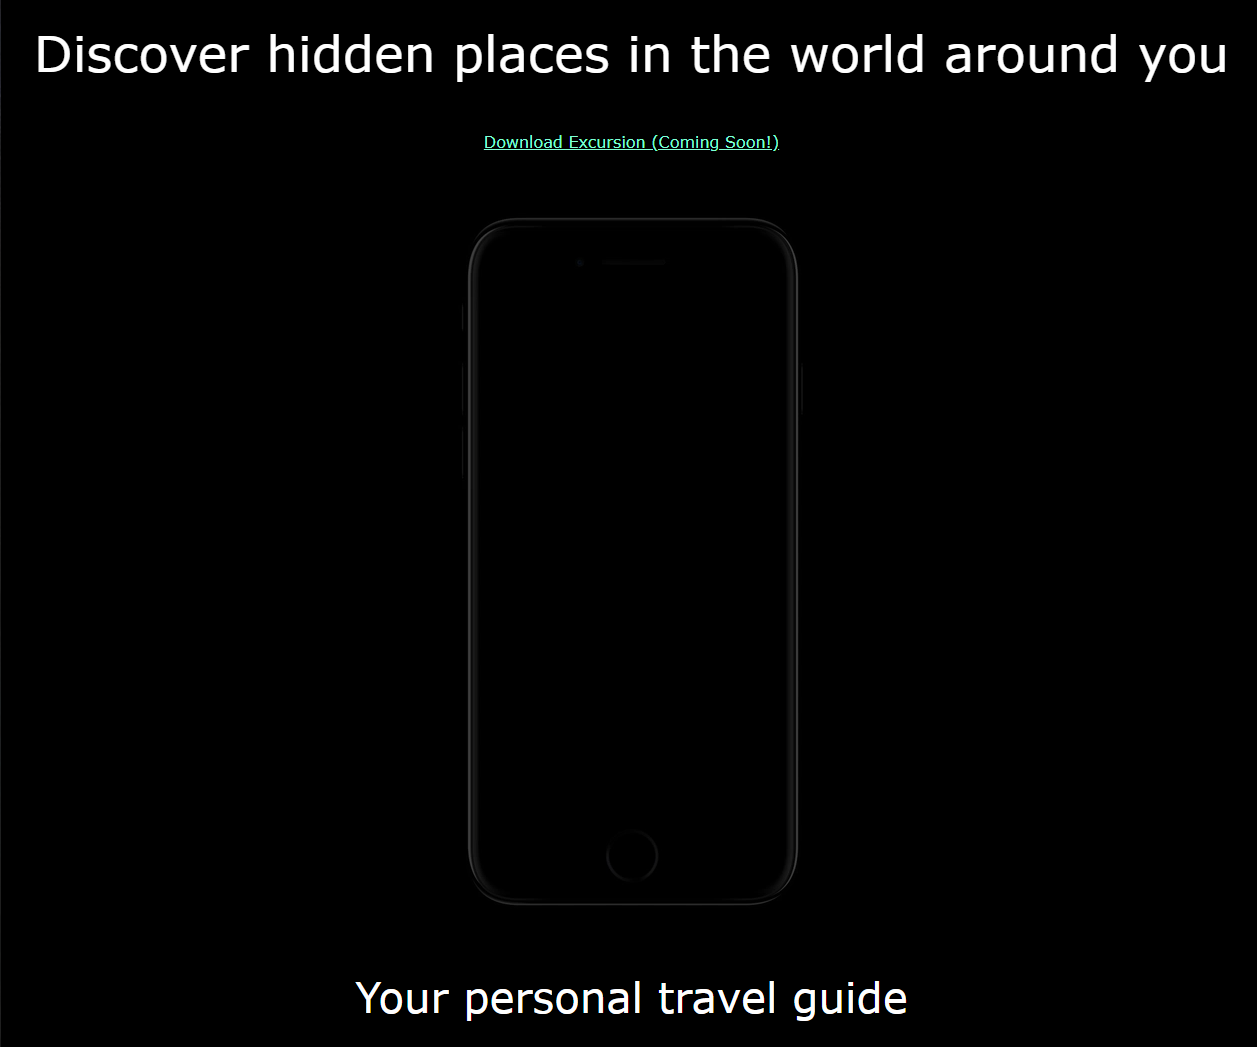 Discover hidden places in the world around you
Download Excursion (Coming Soon!)
Your personal travel guide